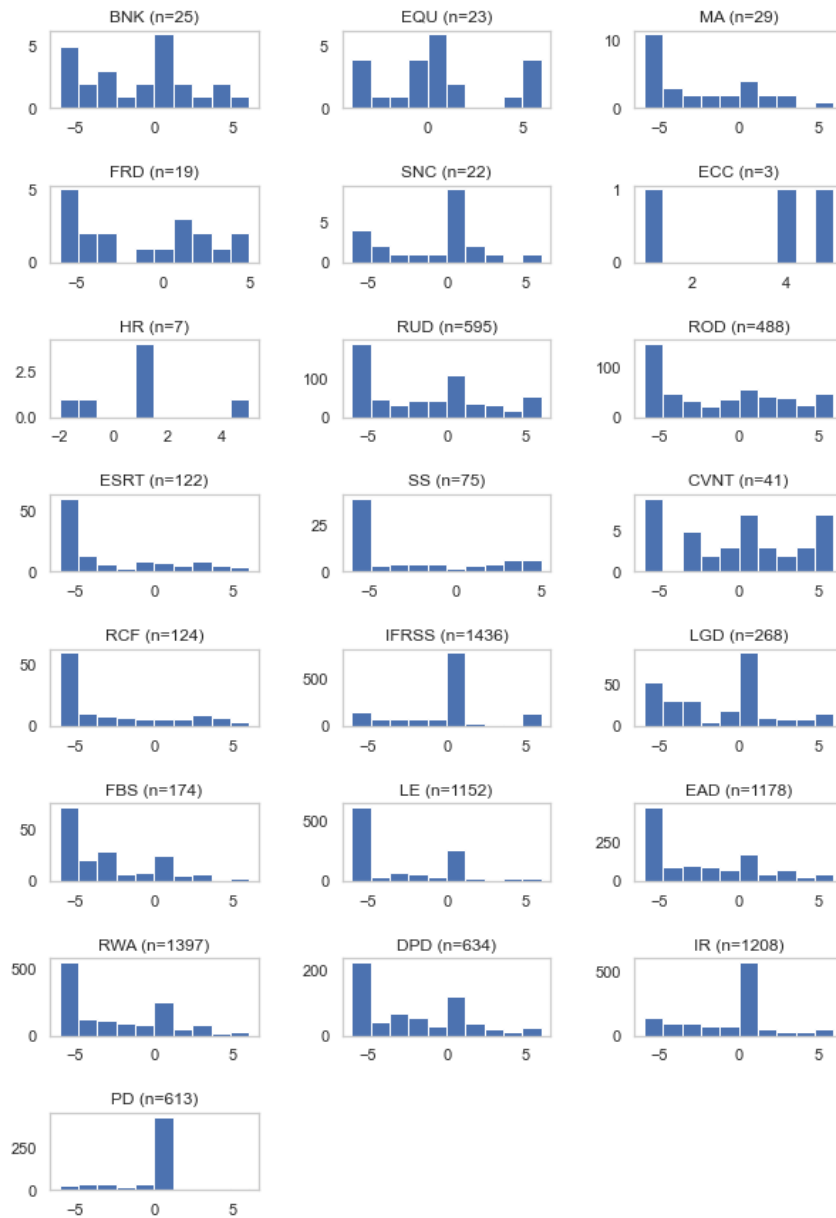 BNK (n=25) EQU (n=23) MA (n=29)
5 5 10
0 0 0
−5 0 5 0 5 −5 0 5
FRD (n=19) SNC (n=22) ECC (n=3)
5 5 1
0 0 0
−5 0 5 −5 0 5 2 4
HR (n=7) RUD (n=595) ROD (n=488)
2.5 100 100
0.0 0 0
−2 0 2 4 −5 0 5 −5 0 5
ESRT (n=122) SS (n=75) CVNT (n=41)
50 25 5
0 0 0
−5 0 5 −5 0 5 −5 0 5
RCF (n=124) IFRSS (n=1436) LGD (n=268)
50 500 50
0 0 0
−5 0 5 −5 0 5 −5 0 5
FBS (n=174) LE (n=1152) EAD (n=1178)
50 500 250
0 0 0
−5 0 5 −5 0 5 −5 0 5
RWA (n=1397) DPD (n=634) IR (n=1208)
500 200 500
0 0 0
−5 0 5 −5 0 5 −5 0 5
PD (n=613)
250
0
−5 0 5